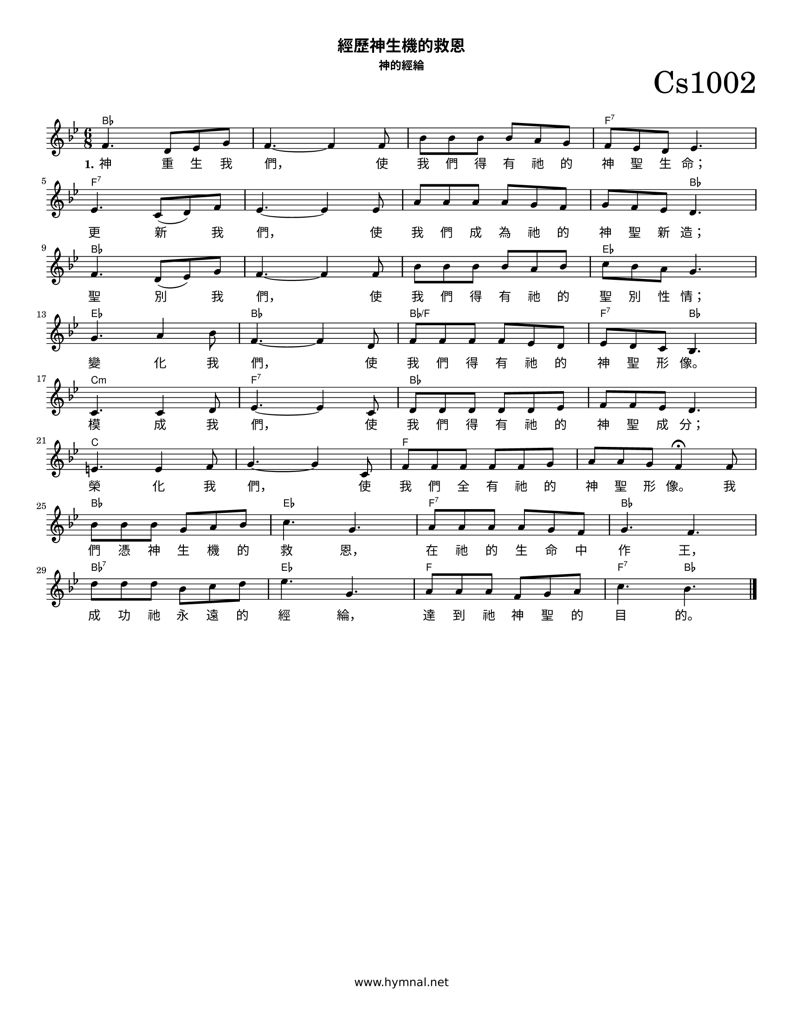 經歷神生機的救恩
神的經綸
Cs1002
B♭ F7
6
8
1. 神 重 生 我 們， 使 我 們 得 有 祂 的 神 聖 生 命；
5 F7 B♭
更 新 我 們， 使 我 們 成 為 祂 的 神 聖 新 造；
9 B♭ E♭
聖 別 我 們， 使 我 們 得 有 祂 的 聖 別 性 情；
13 E♭ B♭ B♭/F F7 B♭
變 化 我 們， 使 我 們 得 有 祂 的 神 聖 形 像。
17 Cm F7 B♭
模 成 我 們， 使 我 們 得 有 祂 的 神 聖 成 分；
21 C F
榮 化 我 們， 使 我 們 全 有 祂 的 神 聖 形 像。 我
25 B♭ E♭ F7 B♭
們 憑 神 生 機 的 救 恩， 在 祂 的 生 命 中 作 王，
29 B♭7 E♭ F F7 B♭
成 功 祂 永 遠 的 經 綸， 達 到 祂 神 聖 的 目 的。
www.hymnal.net